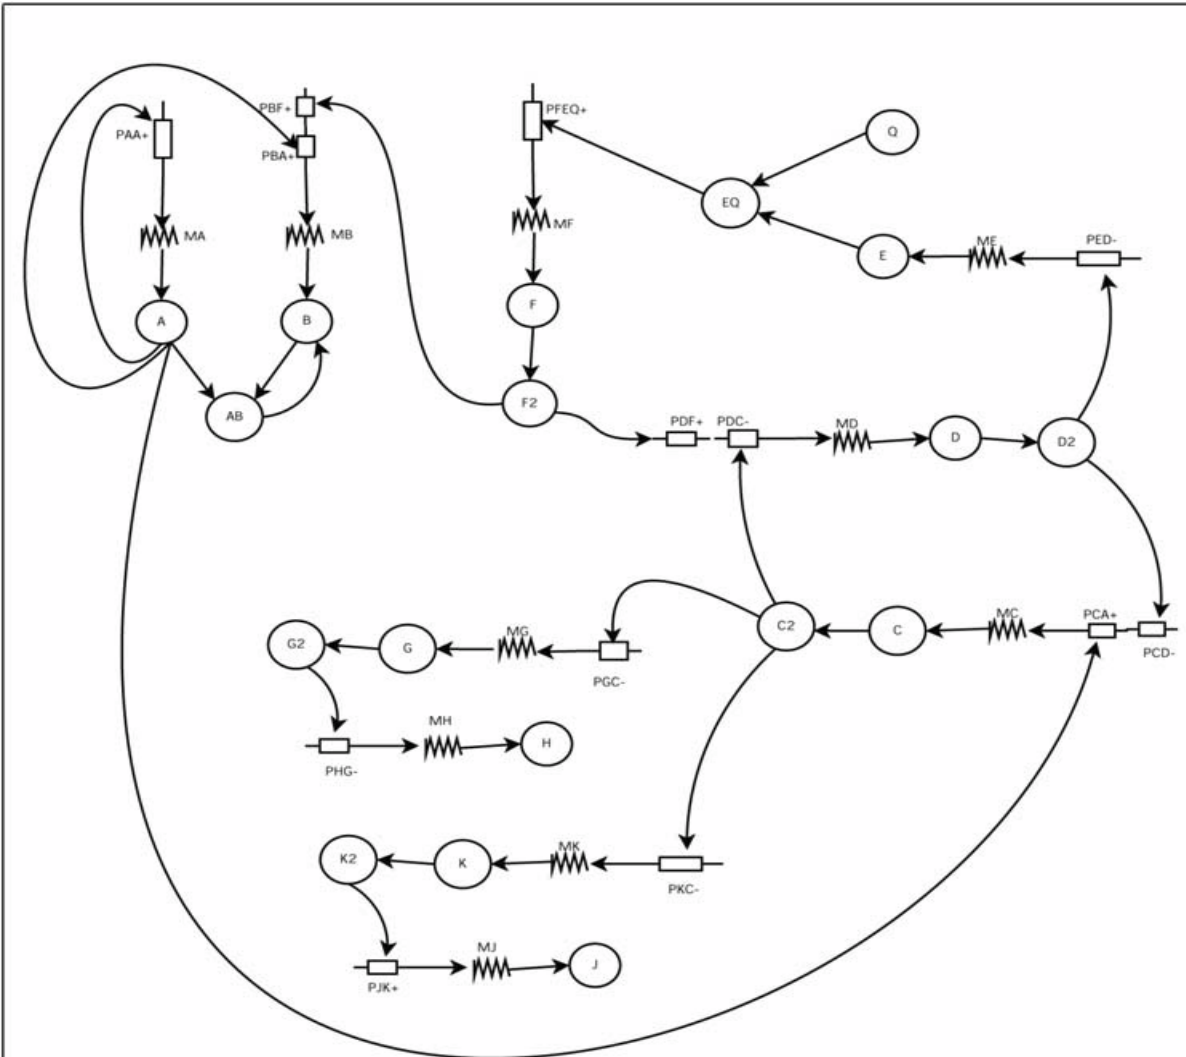 PBF+
PFEQ+
PAA+
Q
PBA+
EQ
MA
MB
MF
ME
PED-
E
F
A
B
F2
AB
PDF+
PDC-
MD
D
D2
MC
PCA+
C2
C
PCD-
G2
G
MG
PGC-
MH
H
PHG-
K2
K
MK
PKC-
MJ
J
PJK+